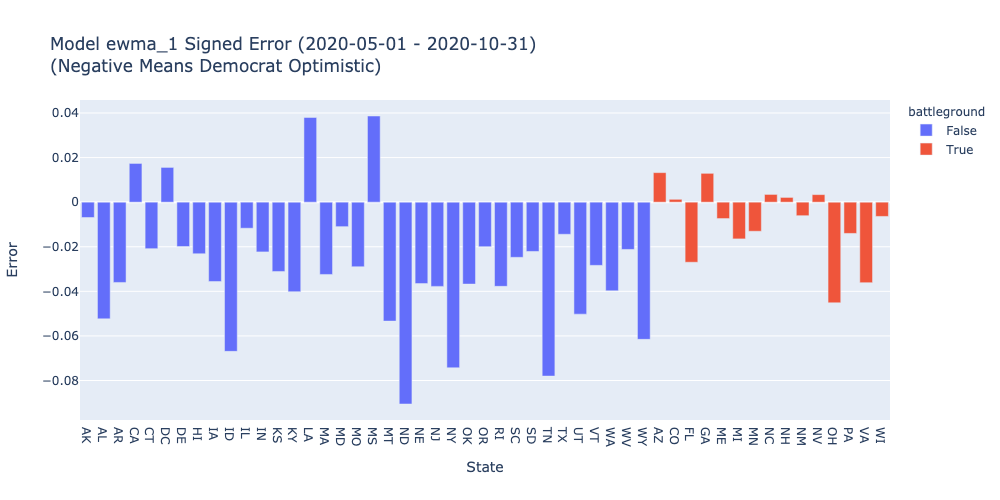 Model ewma_1 Signed Error (2020-05-01 - 2020-10-31)
(Negative Means Democrat Optimistic)
battleground
False
True
0.04
0.02
0
−0.02
−0.04
−0.06
−0.08
Error
AK AL AR CA CT DC DE HI IA ID IL IN KS KY LA MA MD MO MS MT ND NE NJ NY OK OR RI SC SD TN TX UT VT WA WV WY AZ CO FL GA ME MI MN NC NH NM NV OH PA VA WI
State